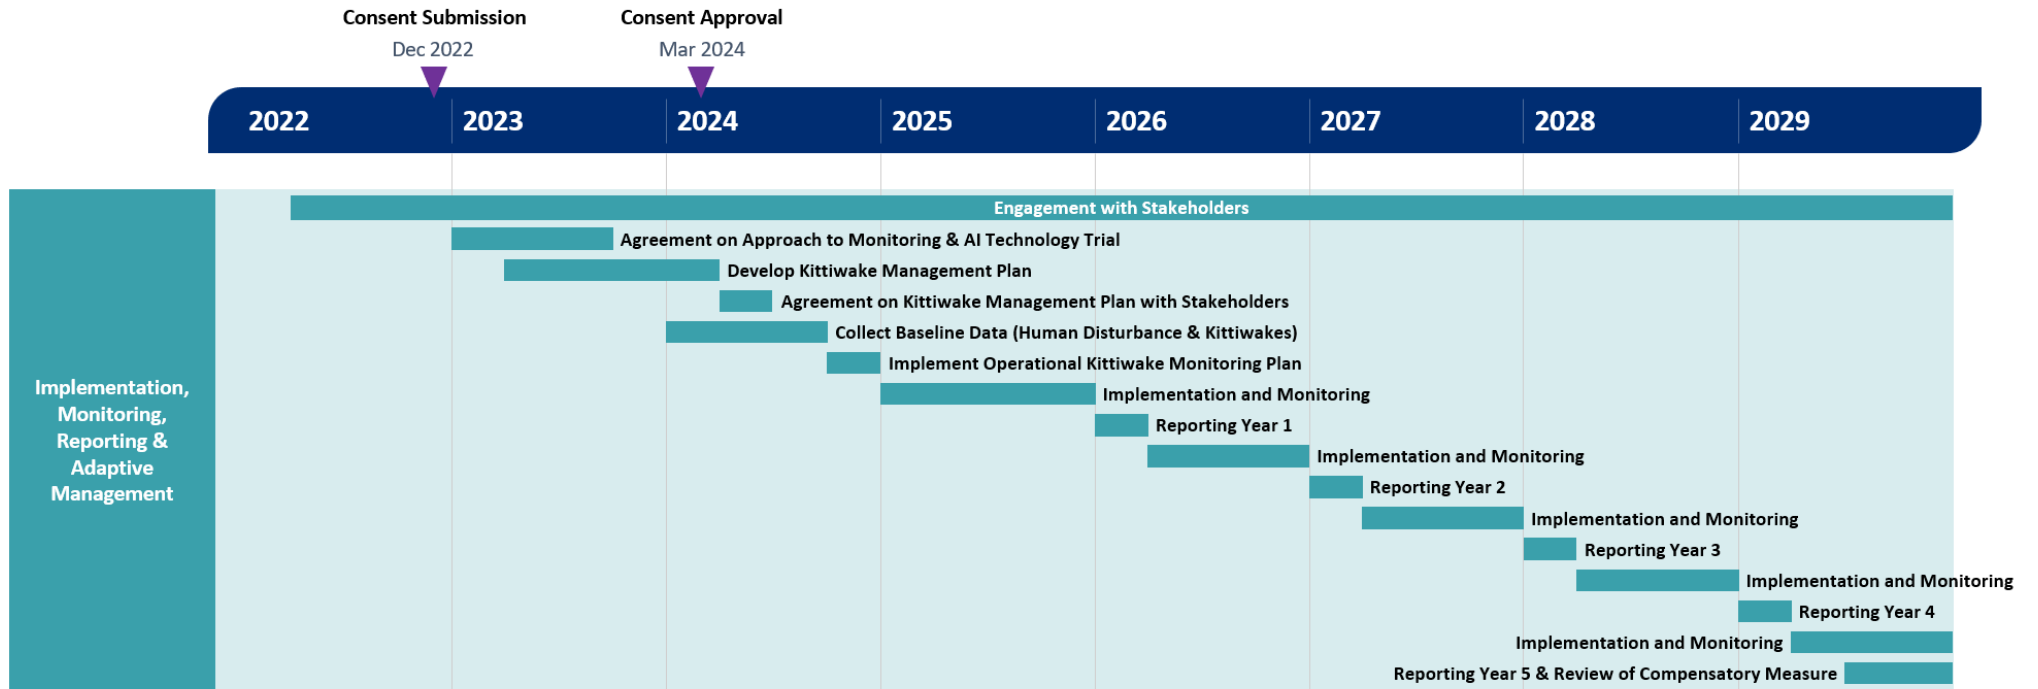 Consent Submission
Dec 2022
Consent Approval
Mar 2024
2022 2023 2024 2025 2026 2027 2028 2029
Implementation,
Monitoring,
Reporting &
Adaptive
Management
Engagement with Stakeholders
Agreement on Approach to Monitoring & AI Technology Trial
Develop Kittiwake Management Plan
Agreement on Kittiwake Management Plan with Stakeholders
Collect Baseline Data (Human Disturbance & Kittiwakes)
Implement Operational Kittiwake Monitoring Plan
Implementation and Monitoring
Reporting Year 1
Implementation and Monitoring
Reporting Year 2
Implementation and Monitoring
Reporting Year 3
Implementation and Monitoring
Reporting Year 4
Implementation and Monitoring
Reporting Year 5 & Review of Compensatory Measure